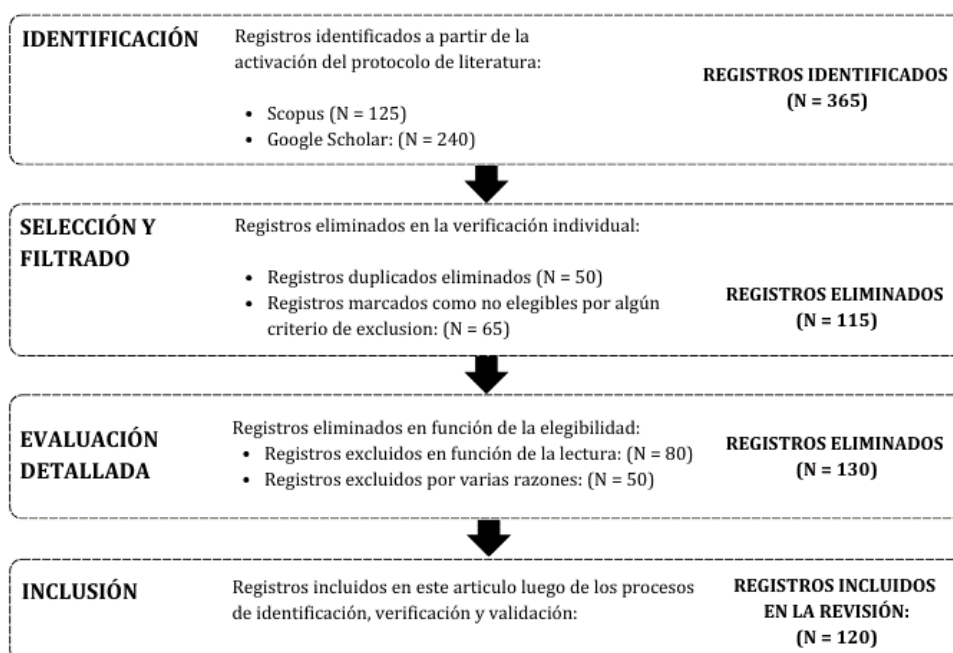 IDENTIFICACIÓN
Registros identificados a partir de la
activación del protocolo de literatura:
• Scopus (N = 125)
• Google Scholar: (N = 240)
REGISTROS IDENTIFICADOS
(N = 365)
SELECCIÓN Y
FILTRADO
Registros eliminados en la verificación individual:
• Registros duplicados eliminados (N = 50)
• Registros marcados como no elegibles por algún
criterio de exclusion: (N = 65)
REGISTROS ELIMINADOS
(N = 115)
EVALUACIÓN
DETALLADA
Registros eliminados en función de la elegibilidad:
• Registros excluidos en función de la lectura: (N = 80)
• Registros excluidos por varias razones: (N = 50)
REGISTROS ELIMINADOS
(N = 130)
INCLUSIÓN
Registros incluidos en este articulo luego de los procesos
de identificación, verificación y validación:
REGISTROS INCLUIDOS
EN LA REVISIÓN:
(N = 120)